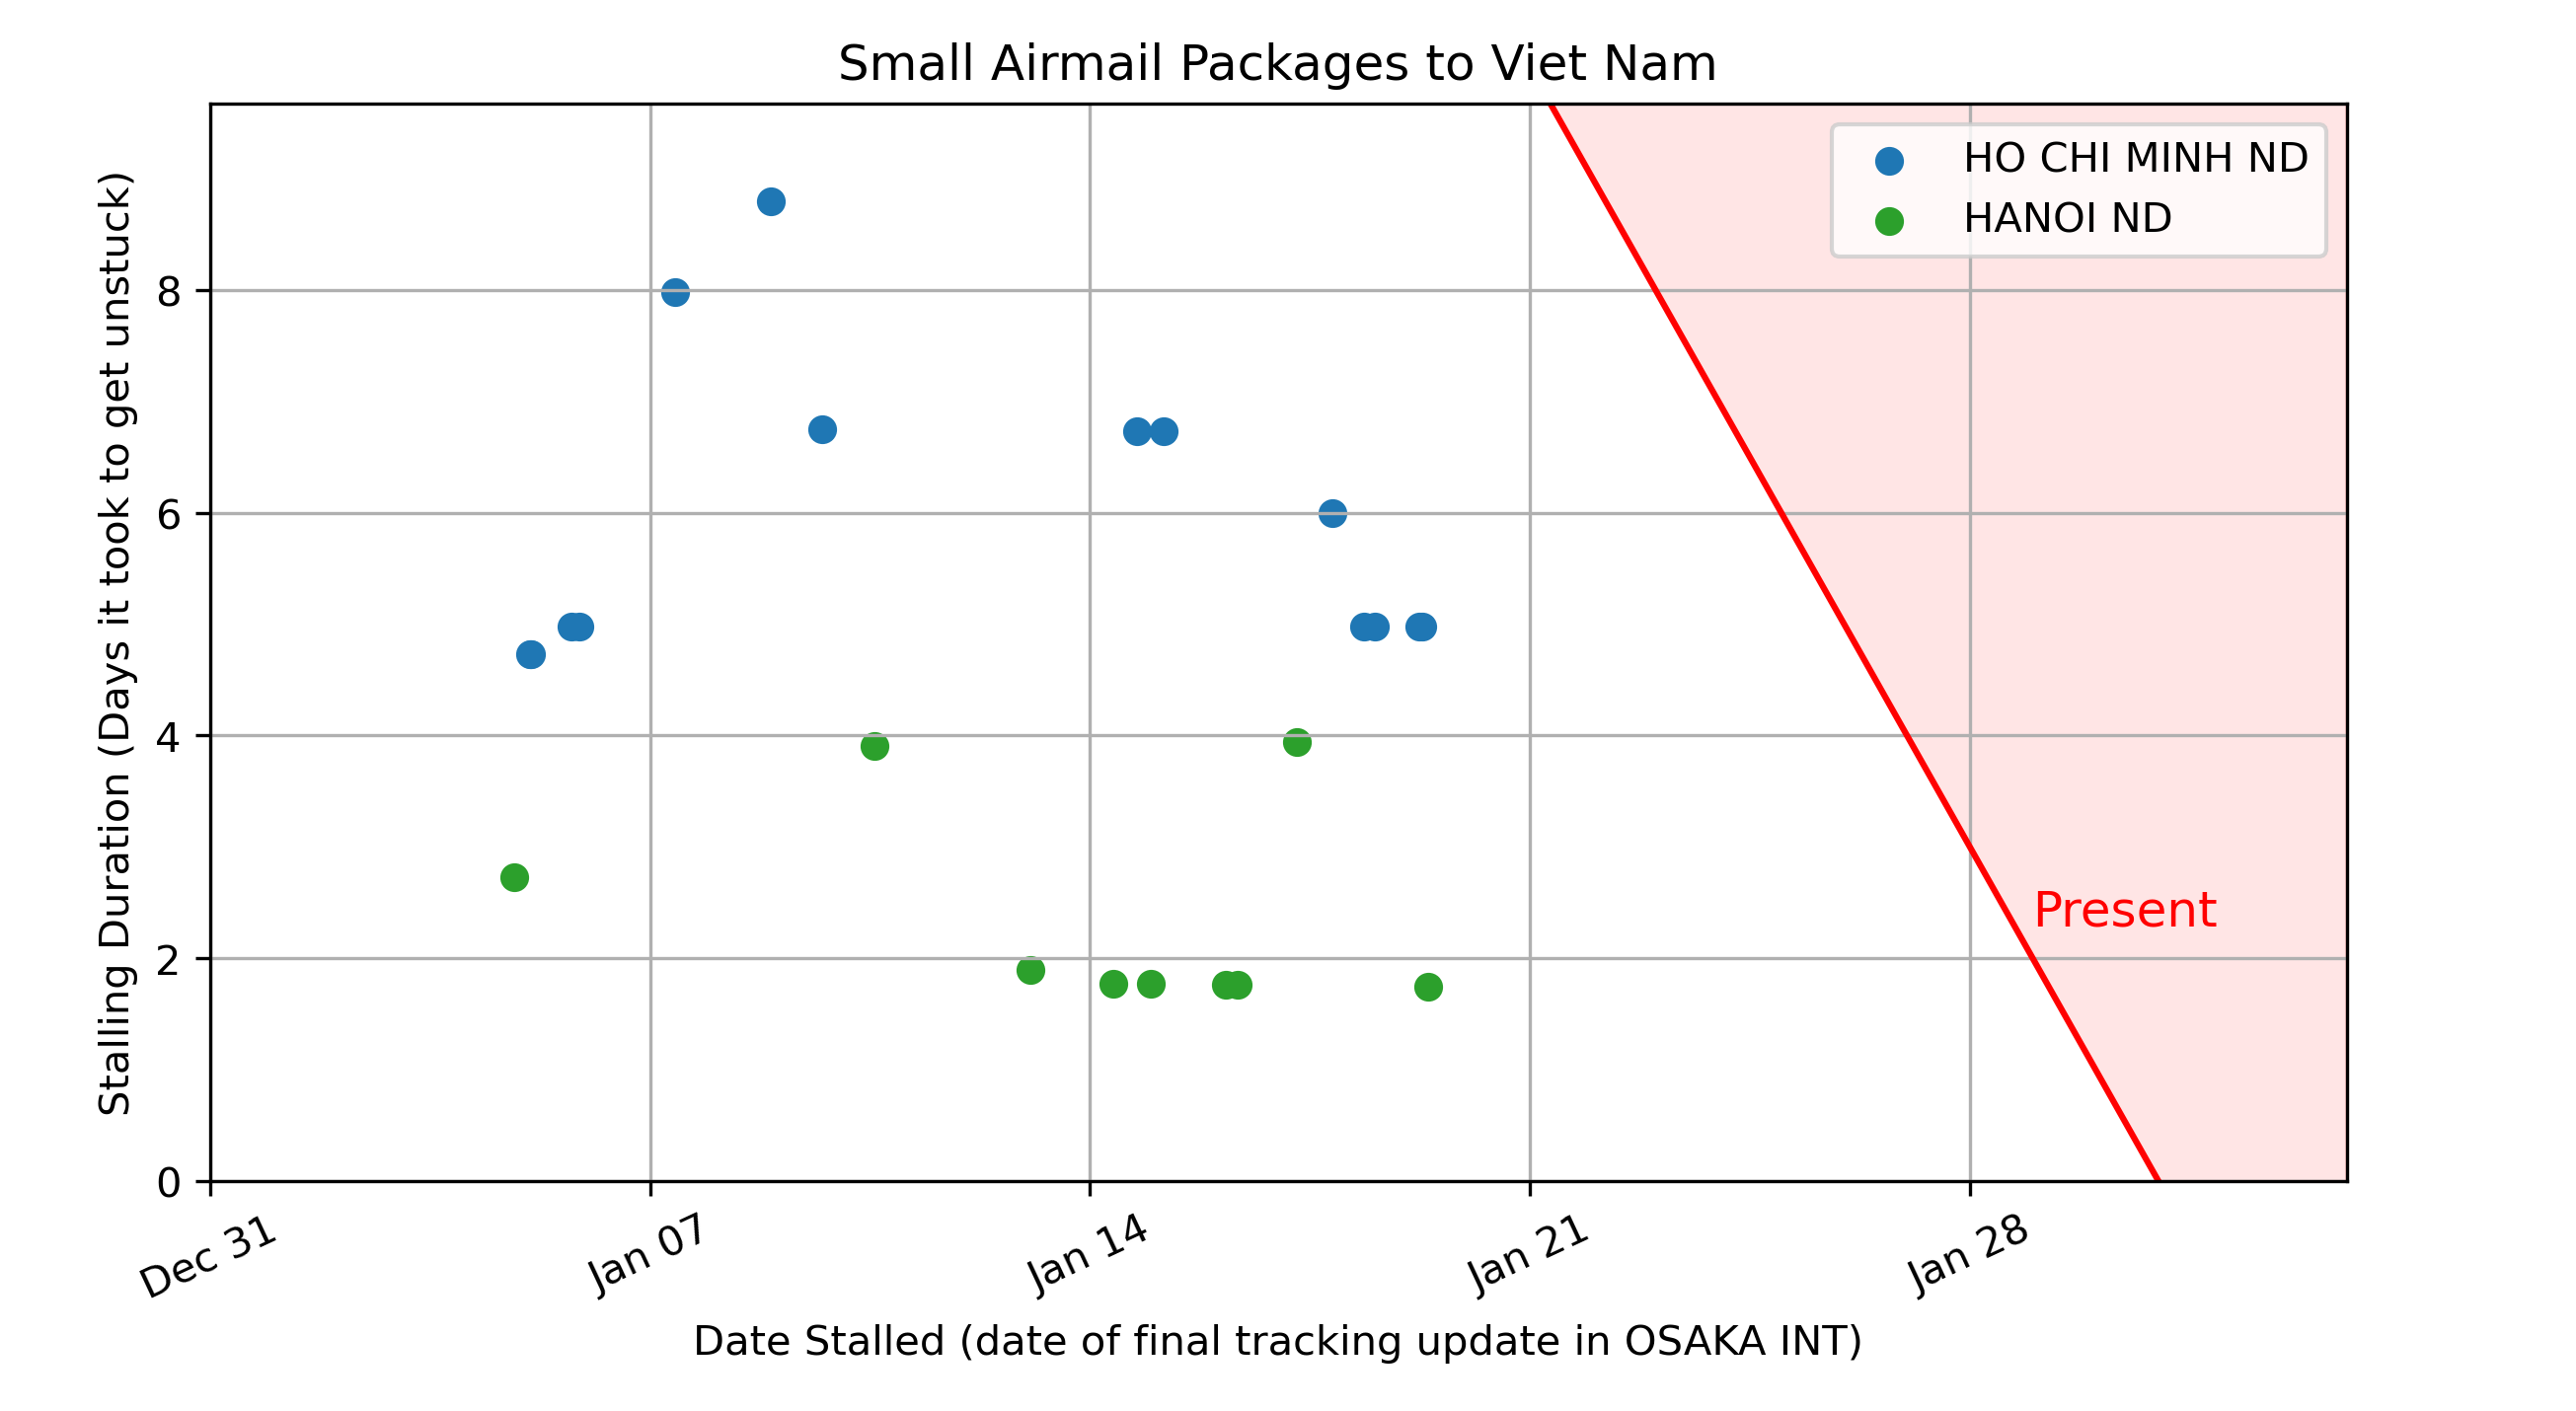 Small Airmail Packages to Viet Nam
HO CHI MINH ND
HANOI ND
Stalling Duration (Days it took to get unstuck)
8
6
4
2
0
Present
Dec 31
Jan 07
Jan 14
Jan 21
Jan 28
Date Stalled (date of final tracking update in OSAKA INT)